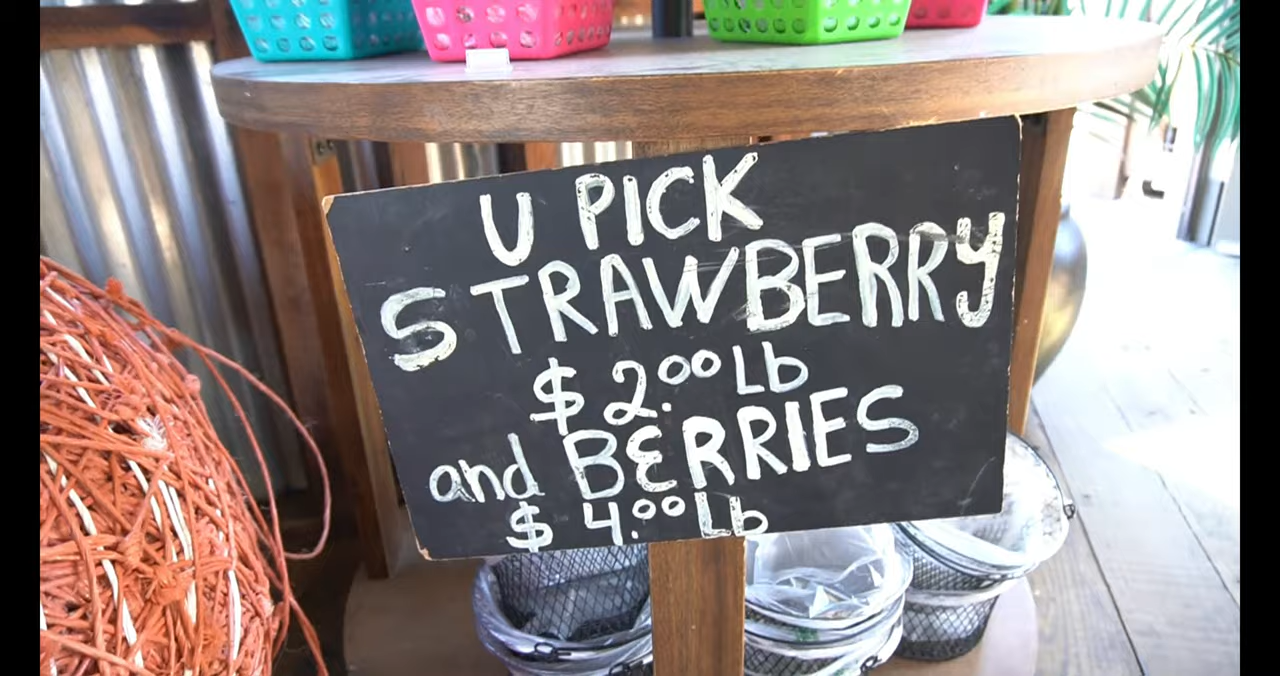 U PICK
STRAWBERRY
$ 2.00 Lb
and BERRIES
$ 4.00 Lb